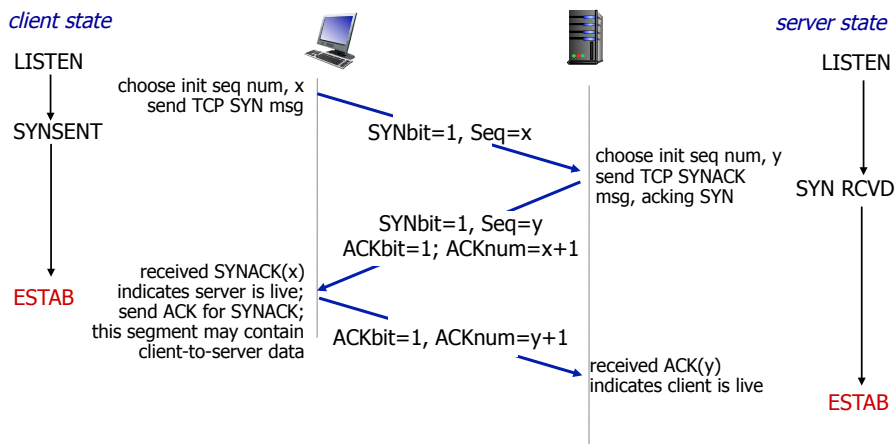 client state
server state
LISTEN
LISTEN
choose init seq num, x
send TCP SYN msg
SYNSENT
SYNbit=1, Seq=x
choose init seq num, y
send TCP SYNACK
msg, acking SYN
SYN RCVD
SYNbit=1, Seq=y
ACKbit=1; ACKnum=x+1
received SYNACK(x)
indicates server is live;
send ACK for SYNACK;
this segment may contain
client-to-server data
ESTAB
ACKbit=1, ACKnum=y+1
received ACK(y)
indicates client is live
ESTAB